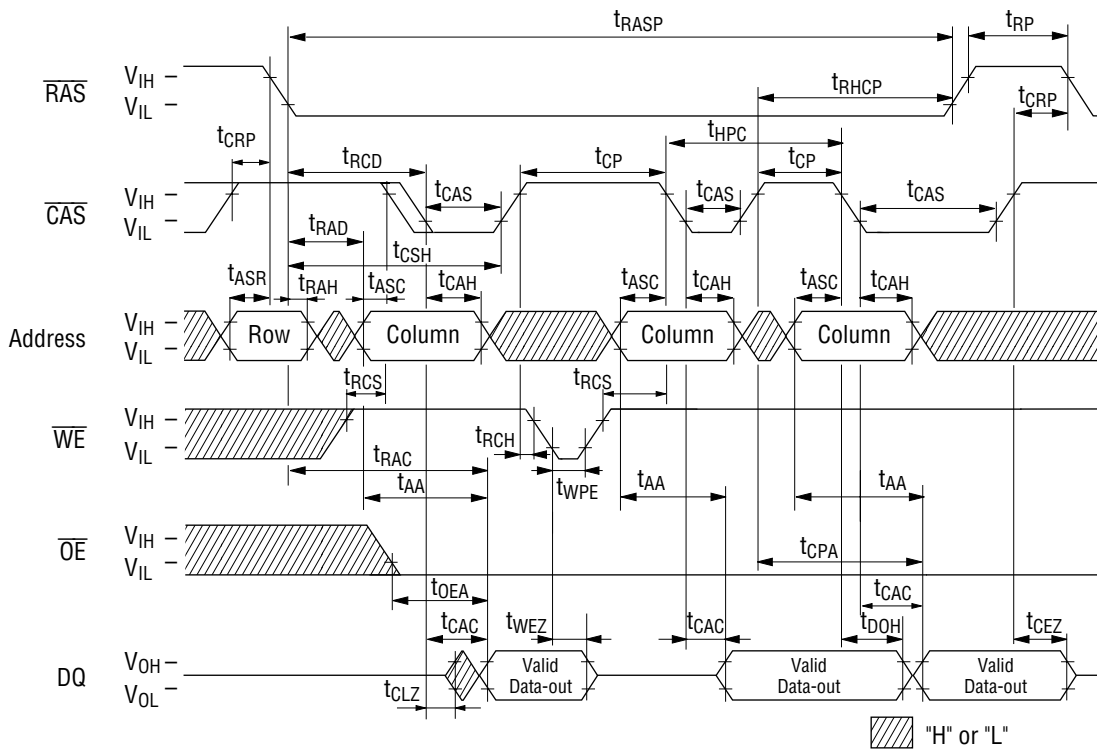 tRASP
tRP
RAS
VIH
VIL
tRHCP
tCRP
tCRP
tHPC
tRCD
tCP
tCP
CAS
VIH
VIL
tCAS
tCAS
tCAS
tRAD
tCSH
tASR
tRAH
tASC
tCAH
tASC
tCAH
tASC
tCAH
Address
VIH
VIL
Row
Column
Column
Column
tRCS
tRCS
WE
VIH
VIL
tRCH
tRAC
tWPE
tAA
tAA
tAA
OE
VIH
VIL
tCPA
tOEA
tCAC
tCAC
tWEZ
tCAC
tDOH
tCEZ
DQ
VOH
VOL
Valid
Data-out
Valid
Data-out
Valid
Data-out
tCLZ
"H" or "L"